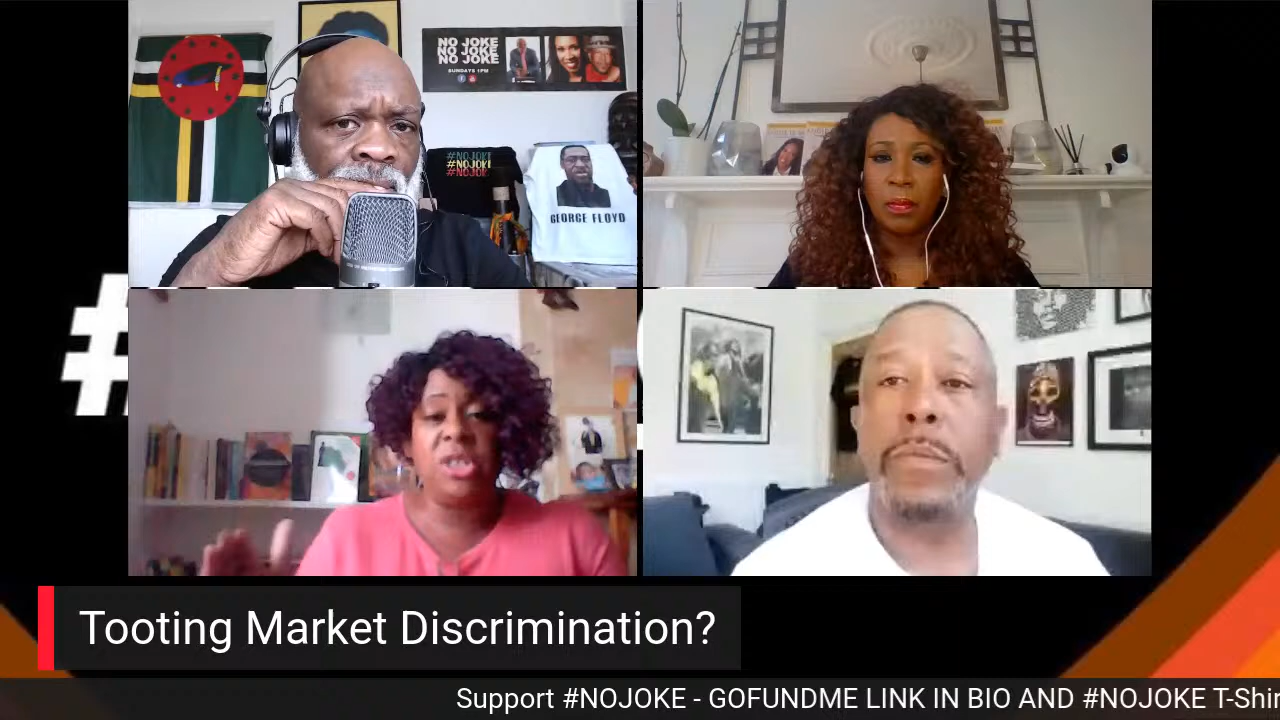 NO JOKE
NO JOKE
NO JOKE
SUNDAYS 1PM
#NOJOKE
#NOJOKE
#NOJOKE
GEORGE FLOYD
#
Tooting Market Discrimination?
Support #NOJOKE - GOFUNDME LINK IN BIO AND #NOJOKE T-Shir